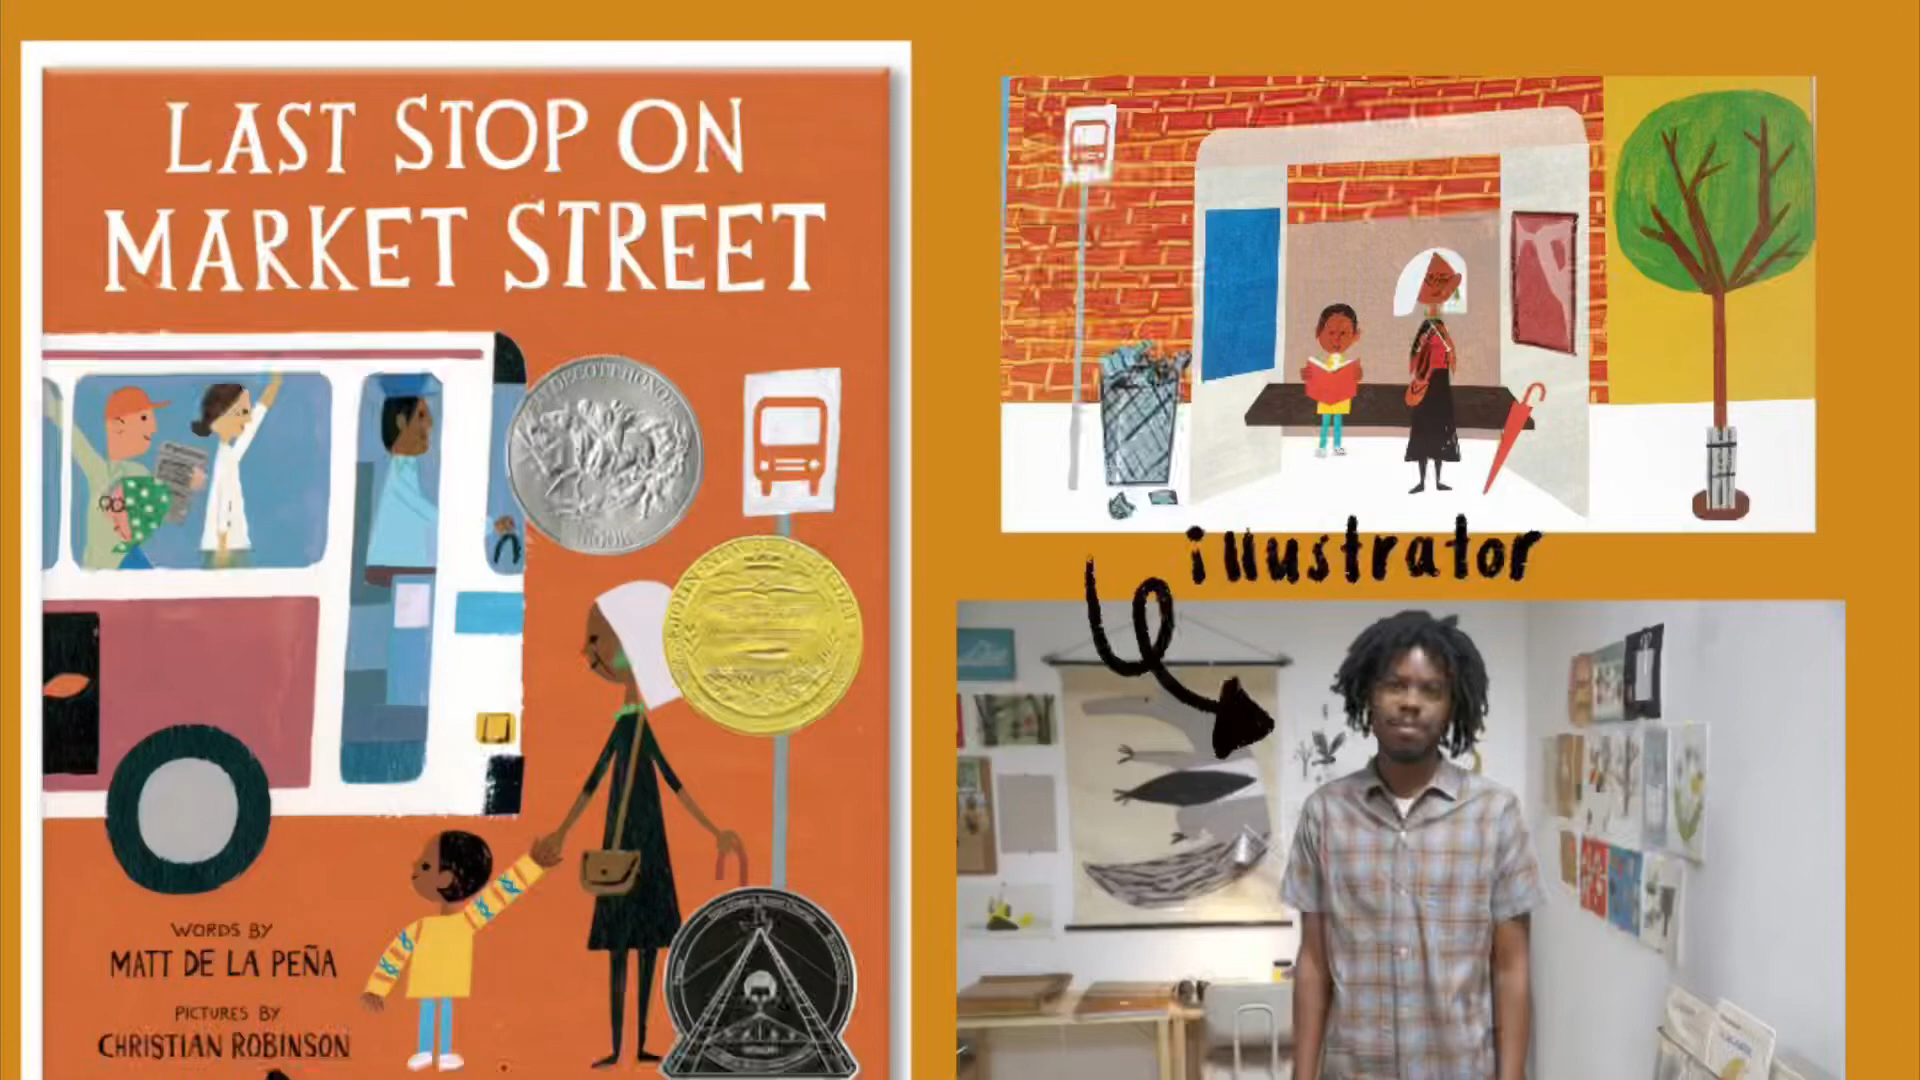 LAST STOP ON
MARKET STREET
WORDS BY
MATT DE LA PEÑA
PICTURES BY
CHRISTIAN ROBINSON
illustrator